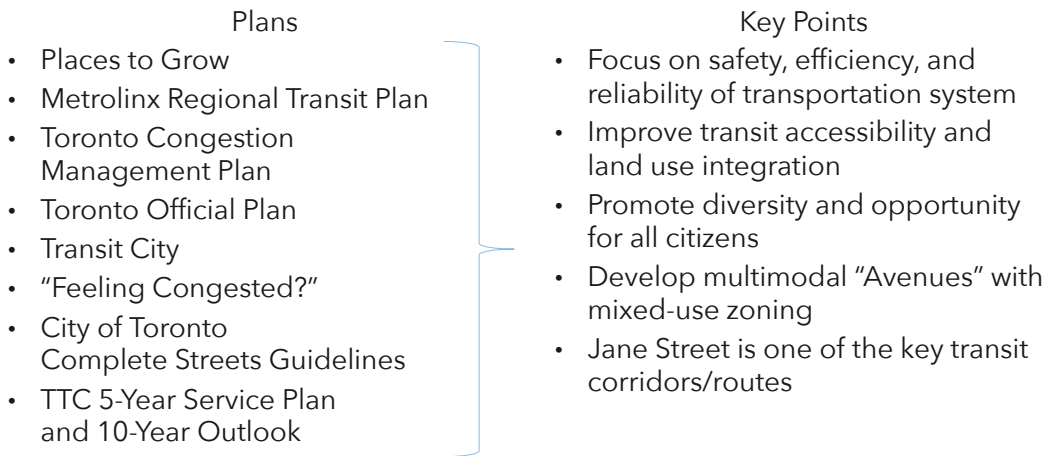 Plans
• Places to Grow
• Metrolinx Regional Transit Plan
• Toronto Congestion
Management Plan
• Toronto Official Plan
• Transit City
• “Feeling Congested?”
• City of Toronto
Complete Streets Guidelines
• TTC 5-Year Service Plan
and 10-Year Outlook
Key Points
• Focus on safety, efficiency, and
reliability of transportation system
• Improve transit accessibility and
land use integration
• Promote diversity and opportunity
for all citizens
• Develop multimodal “Avenues” with
mixed-use zoning
• Jane Street is one of the key transit
corridors/routes